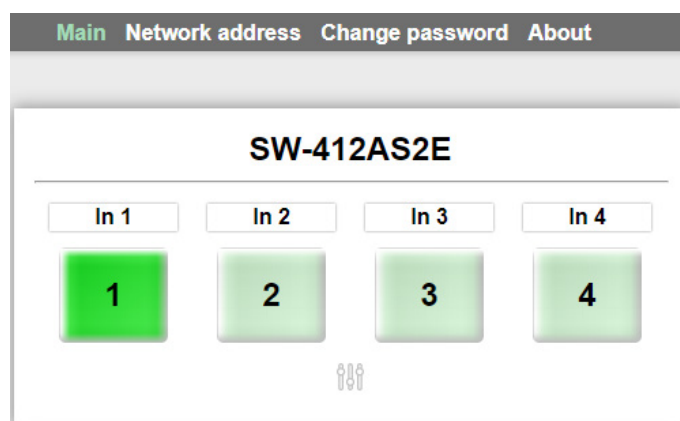 Main Network address Change password About
SW-412AS2E
In 1 In 2 In 3 In 4
1 2 3 4